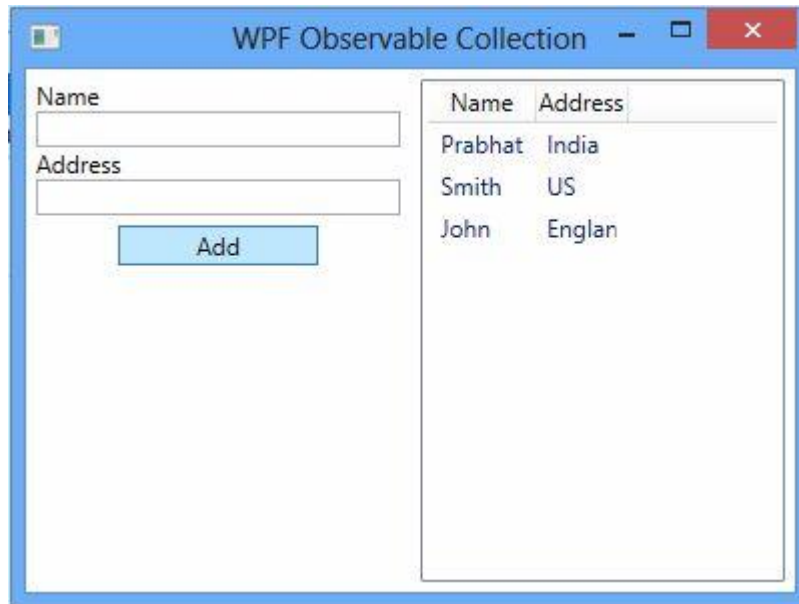 WPF Observable Collection
Name
Address
Add
Name Address
Prabhat India
Smith US
John Englan